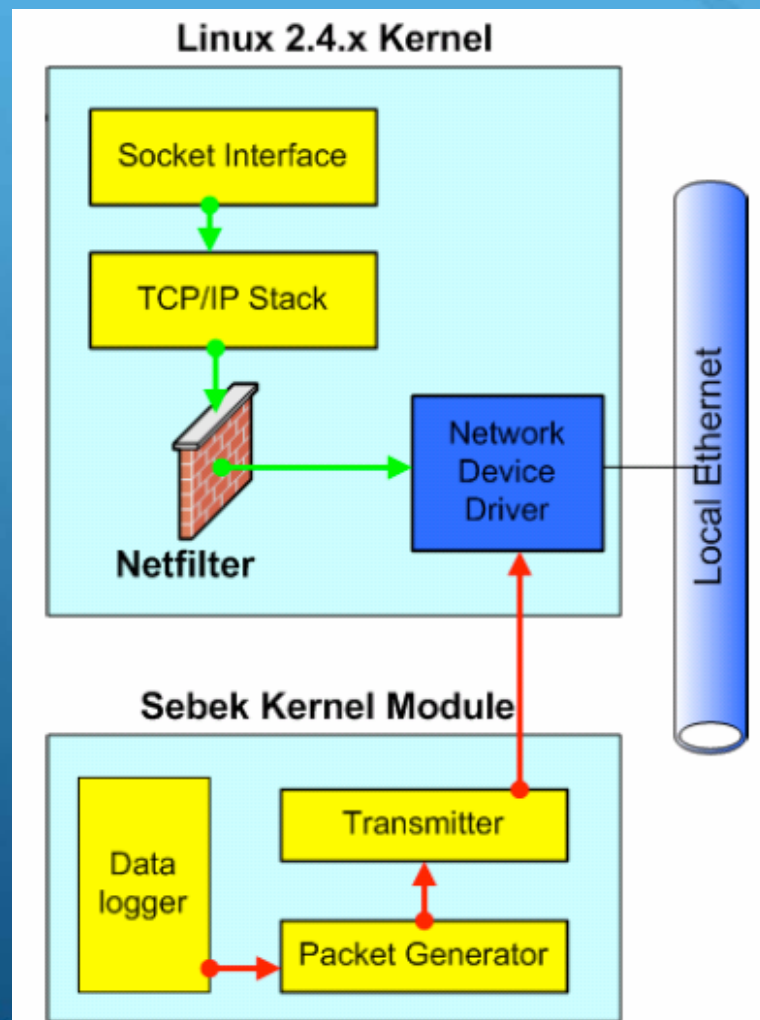 Linux 2.4.x Kernel
Socket Interface
TCP/IP Stack
Netfilter
Network
Device
Driver
Local Ethernet
Sebek Kernel Module
Data
logger
Transmitter
Packet Generator